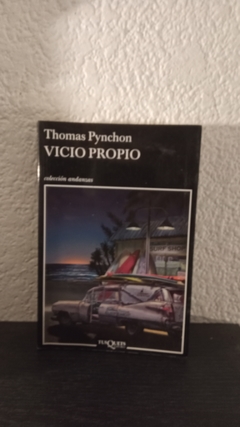 Thomas Pynchon
VICIO PROPIO
colección andanzas
TUSQUETS